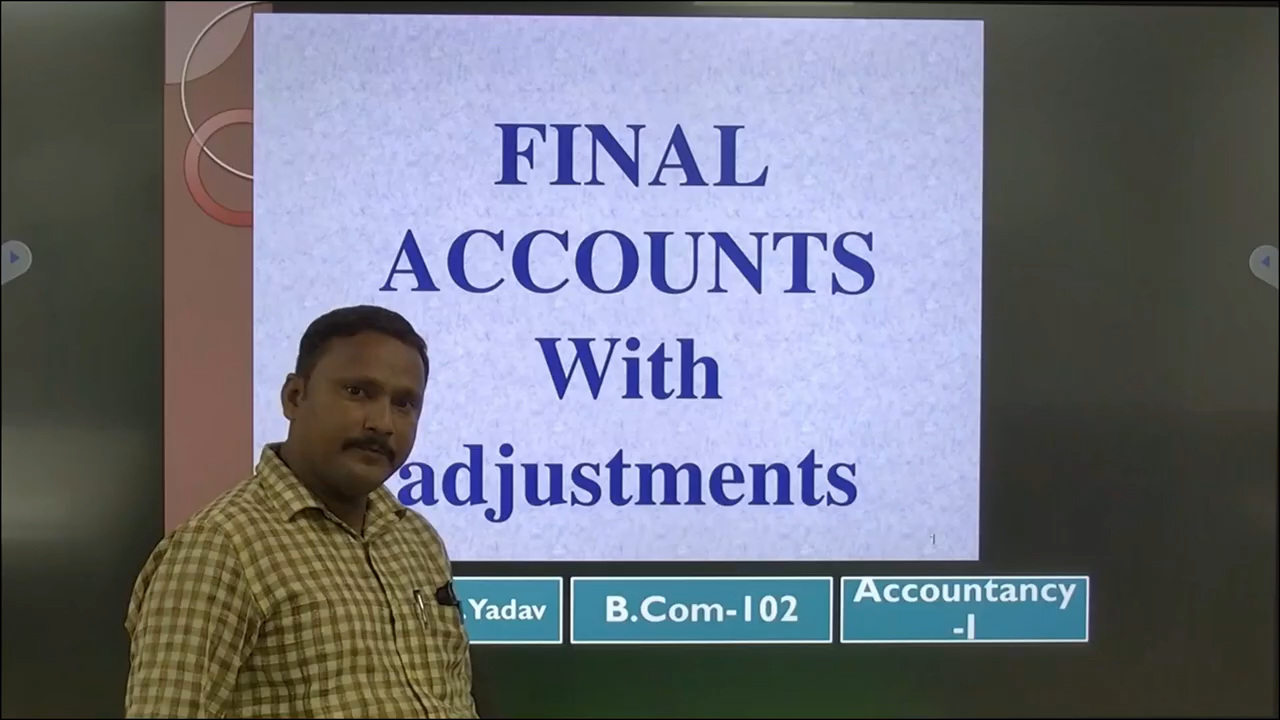 FINAL
ACCOUNTS
With
adjustments
1
.Yadav
B.Com-102
Accountancy
-I